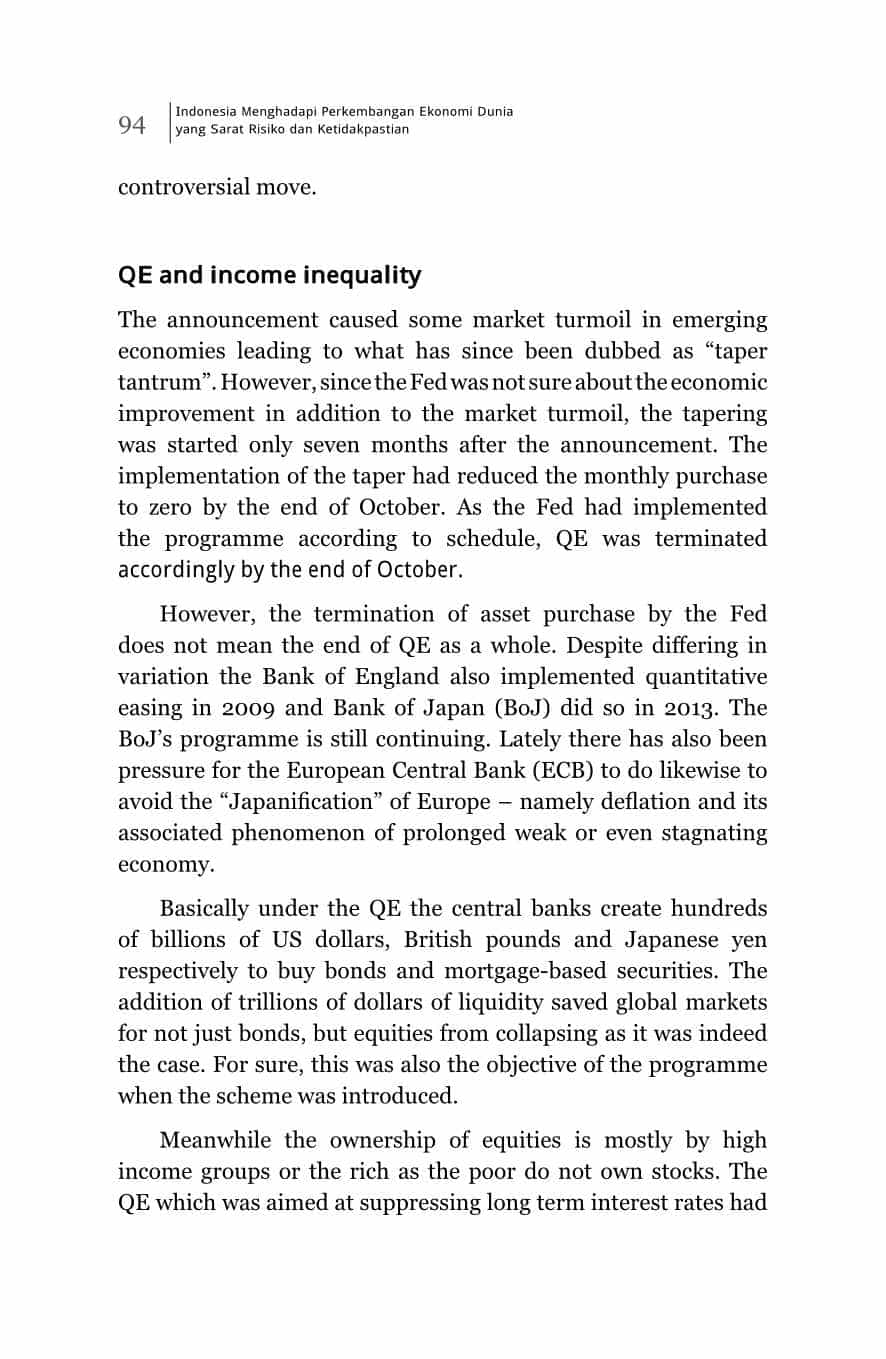 94
Indonesia Menghadapi Perkembangan Ekonomi Dunia
yang Sarat Risiko dan Ketidakpastian
controversial move.
QE and income inequality
The announcement caused some market turmoil in emerging
economies leading to what has since been dubbed as “taper
tantrum”. However, since the Fed was not sure about the economic
improvement in addition to the market turmoil, the tapering
was started only seven months after the announcement. The
implementation of the taper had reduced the monthly purchase
to zero by the end of October. As the Fed had implemented
the programme according to schedule, QE was terminated
accordingly by the end of October.
However, the termination of asset purchase by the Fed
does not mean the end of QE as a whole. Despite differing in
variation the Bank of England also implemented quantitative
easing in 2009 and Bank of Japan (BoJ) did so in 2013. The
BoJ’s programme is still continuing. Lately there has also been
pressure for the European Central Bank (ECB) to do likewise to
avoid the “Japanification” of Europe – namely deflation and its
associated phenomenon of prolonged weak or even stagnating
economy.
Basically under the QE the central banks create hundreds
of billions of US dollars, British pounds and Japanese yen
respectively to buy bonds and mortgage-based securities. The
addition of trillions of dollars of liquidity saved global markets
for not just bonds, but equities from collapsing as it was indeed
the case. For sure, this was also the objective of the programme
when the scheme was introduced.
Meanwhile the ownership of equities is mostly by high
income groups or the rich as the poor do not own stocks. The
QE which was aimed at suppressing long term interest rates had